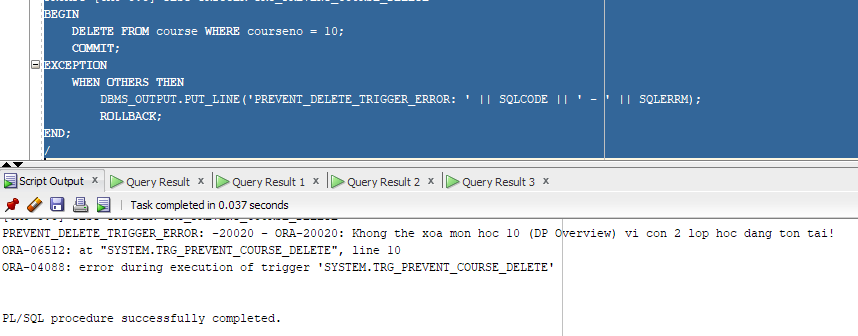 BEGIN
DELETE FROM course WHERE courseno = 10;
COMMIT;
EXCEPTION
WHEN OTHERS THEN
DBMS_OUTPUT.PUT_LINE('PREVENT_DELETE_TRIGGER_ERROR: ' || SQLCODE || ' - ' || SQLERRM);
ROLLBACK;
END;
/
Script Output x Query Result x Query Result 1 x Query Result 2 x Query Result 3 x
Task completed in 0.037 seconds
PREVENT_DELETE_TRIGGER_ERROR: -20020 - ORA-20020: Khong the xoa mon hoc 10 (DP Overview) vi con 2 lop hoc dang ton tai!
ORA-06512: at "SYSTEM.TRG_PREVENT_COURSE_DELETE", line 10
ORA-04088: error during execution of trigger 'SYSTEM.TRG_PREVENT_COURSE_DELETE'
PL/SQL procedure successfully completed.